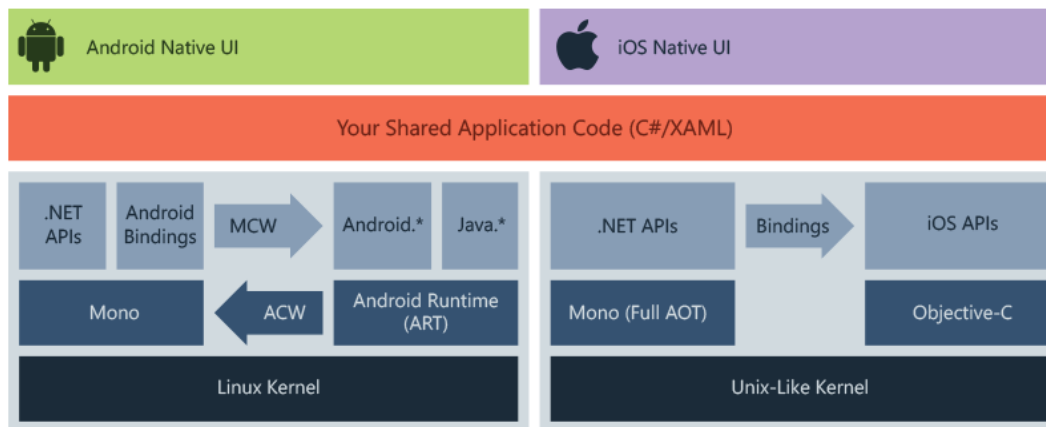 Android Native UI
iOS Native UI
Your Shared Application Code (C#/XAML)
.NET
APIs
Android
Bindings
MCW
Android.*
Java.*
Mono
ACW
Android Runtime
(ART)
Linux Kernel
.NET APIs
Bindings
iOS APIs
Mono (Full AOT)
Objective-C
Unix-Like Kernel